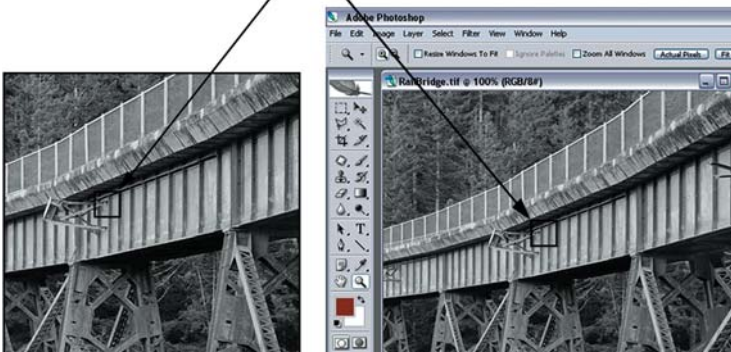 Adobe Photoshop
File Edit Image Layer Select Filter View Window Help
Resize Windows To Fit Ignore Palettes Zoom All Windows Actual Pixels Fit
RailBridge.tif @ 100% (RGB/8#)
T